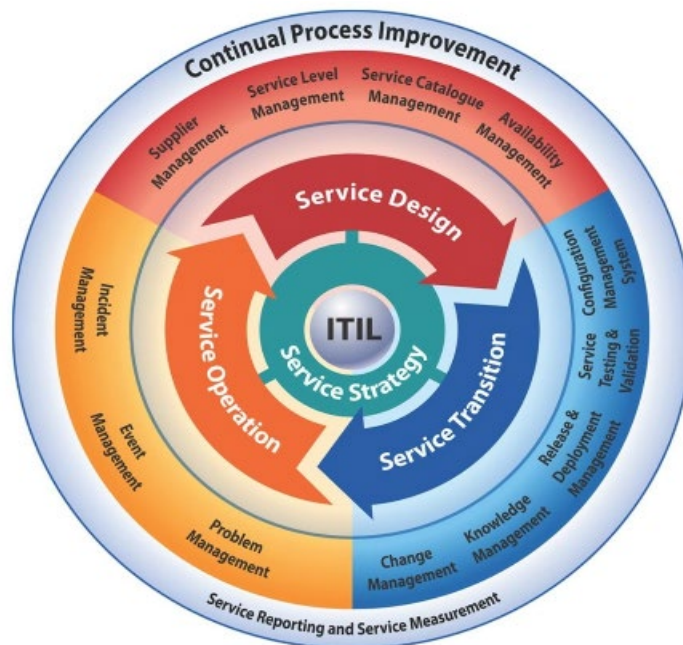 Continual Process Improvement
Supplier
Management
Service Level
Management
Service Catalogue
Management
Availability
Management
Configuration
Management
System
Service
Testing &
Validation
Release &
Deployment
Management
Knowledge
Management
Change
Management
Problem
Management
Event
Management
Incident
Management
Service Design
Service Transition
Service Operation
ITIL
Service Strategy
Service Reporting and Service Measurement